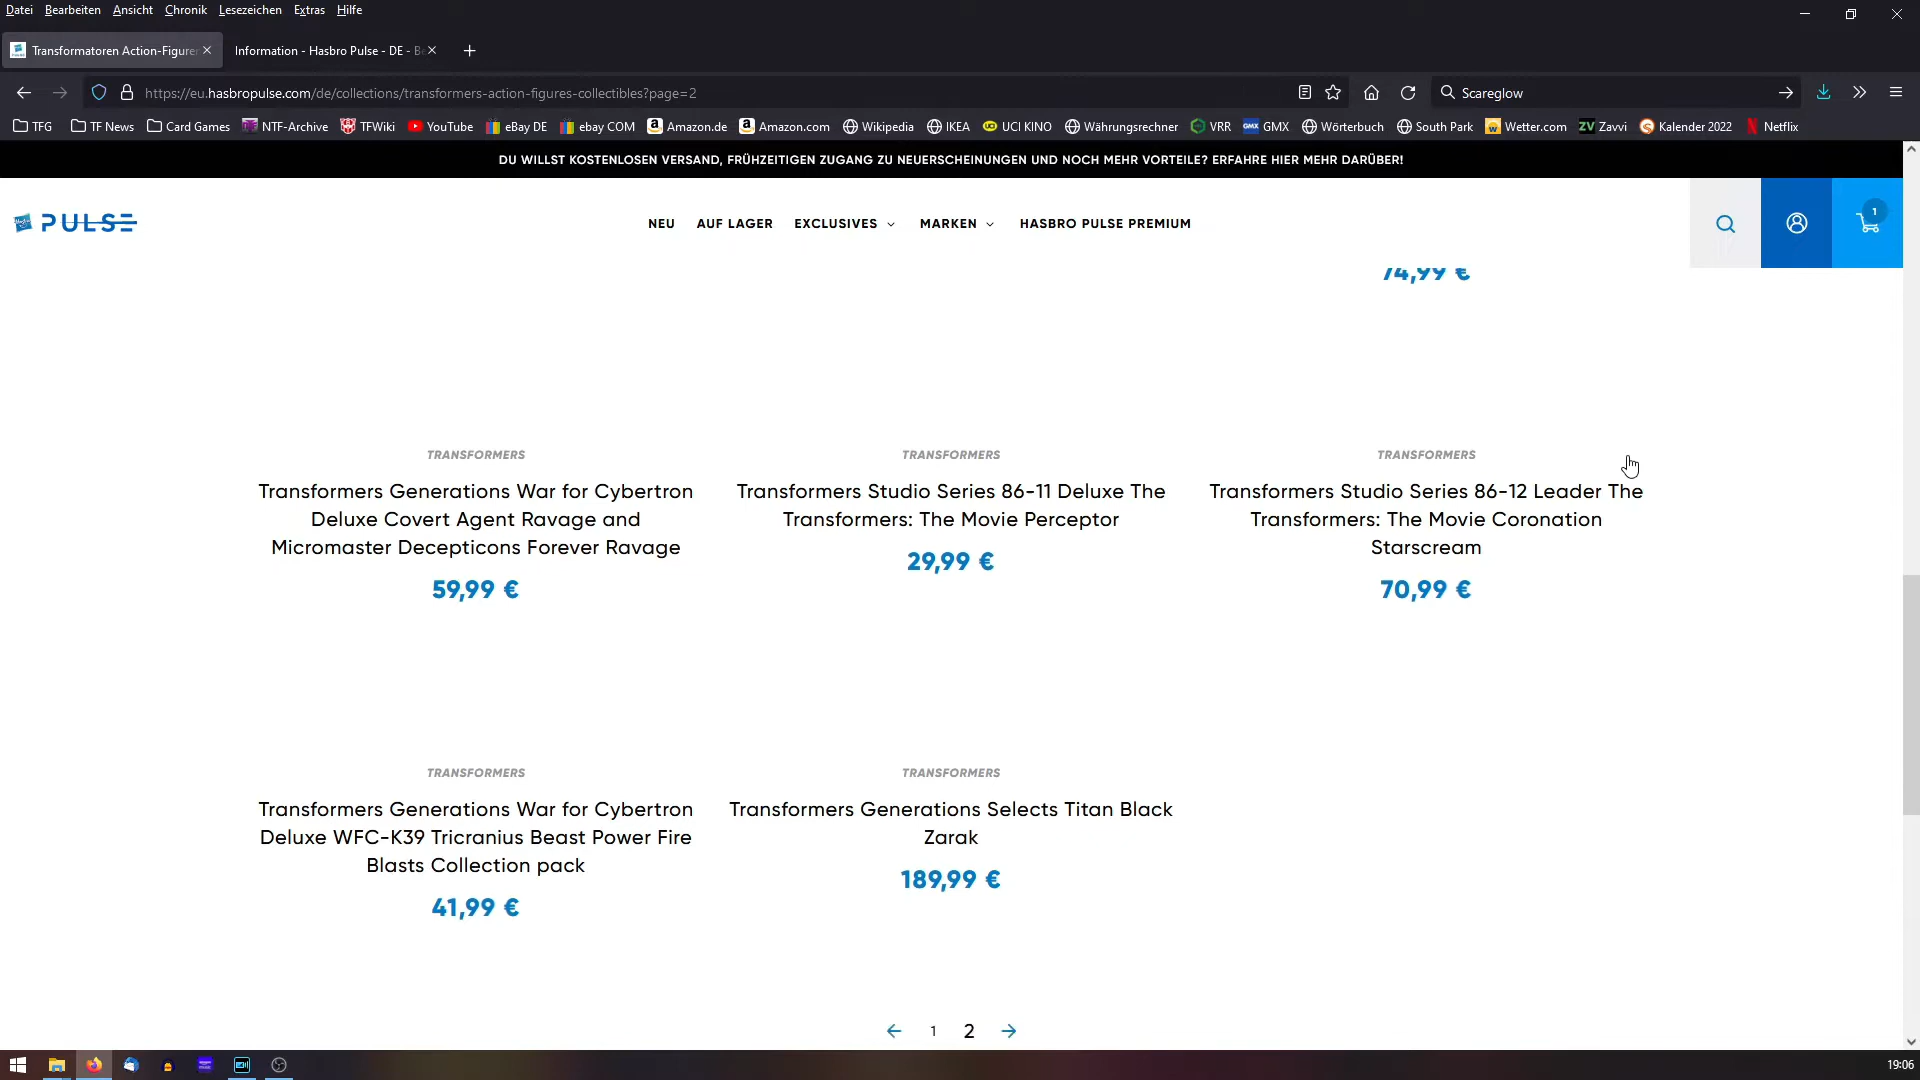 Datei Bearbeiten Ansicht Chronik Lesezeichen Extras Hilfe
Transformatoren Action-Figuren Information - Hasbro Pulse - DE - Be
https://eu.hasbropulse.com/de/collections/transformers-action-figures-collectibles?page=2 Scareglow
TFG TF News Card Games NTF-Archive TFWiki YouTube eBay DE ebay COM Amazon.de Amazon.com Wikipedia IKEA UCI KINO Währungsrechner VRR GMX Wörterbuch South Park Wetter.com Zavvi Kalender 2022 Netflix
DU WILLST KOSTENLOSEN VERSAND, FRÜHZEITIGEN ZUGANG ZU NEUERSCHEINUNGEN UND NOCH MEHR VORTEILE? ERFAHRE HIER MEHR DARÜBER!
PULSE NEU AUF LAGER EXCLUSIVES MARKEN HASBRO PULSE PREMIUM 1
74,99 €
TRANSFORMERS
Transformers Generations War for Cybertron
Deluxe Covert Agent Ravage and
Micromaster Decepticons Forever Ravage
59,99 €
TRANSFORMERS
Transformers Studio Series 86-11 Deluxe The
Transformers: The Movie Perceptor
29,99 €
TRANSFORMERS
Transformers Studio Series 86-12 Leader The
Transformers: The Movie Coronation
Starscream
70,99 €
TRANSFORMERS
Transformers Generations War for Cybertron
Deluxe WFC-K39 Tricranius Beast Power Fire
Blasts Collection pack
41,99 €
TRANSFORMERS
Transformers Generations Selects Titan Black
Zarak
189,99 €
1 2
19:06